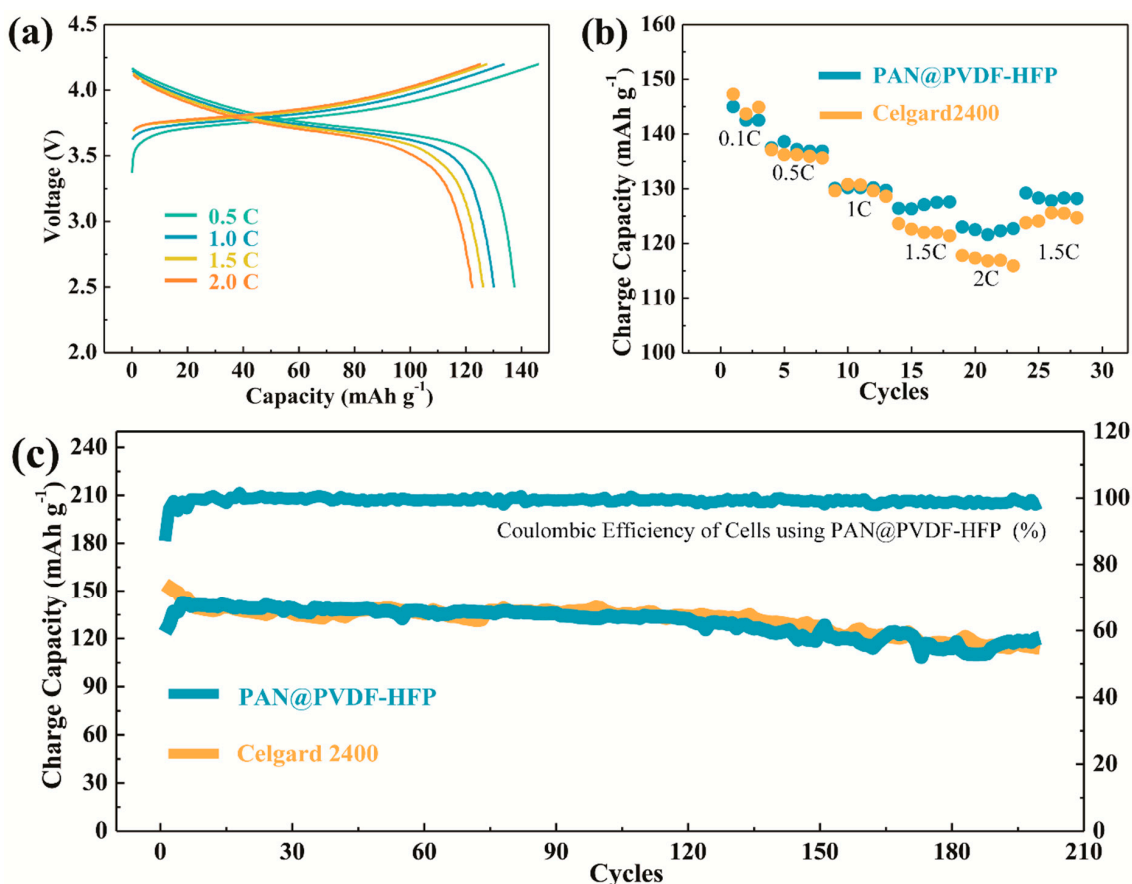 (a)
4.5
4.0
3.5
3.0
2.5
2.0
Voltage (V)
0.5 C
1.0 C
1.5 C
2.0 C
0 20 40 60 80 100 120 140
Capacity (mAh g-1)
(b)
160
150
140
130
120
110
100
Charge Capacity (mAh g-1)
PAN@PVDF-HFP
Celgard2400
0.1C
0.5C
1C
1.5C
2C
1.5C
0 5 10 15 20 25 30
Cycles
(c)
240
210
180
150
120
90
60
30
0
Charge Capacity (mAh g-1)
120
100
80
60
40
20
0
Coulombic Efficiency of Cells using PAN@PVDF-HFP (%)
PAN@PVDF-HFP
Celgard 2400
0 30 60 90 120 150 180 210
Cycles